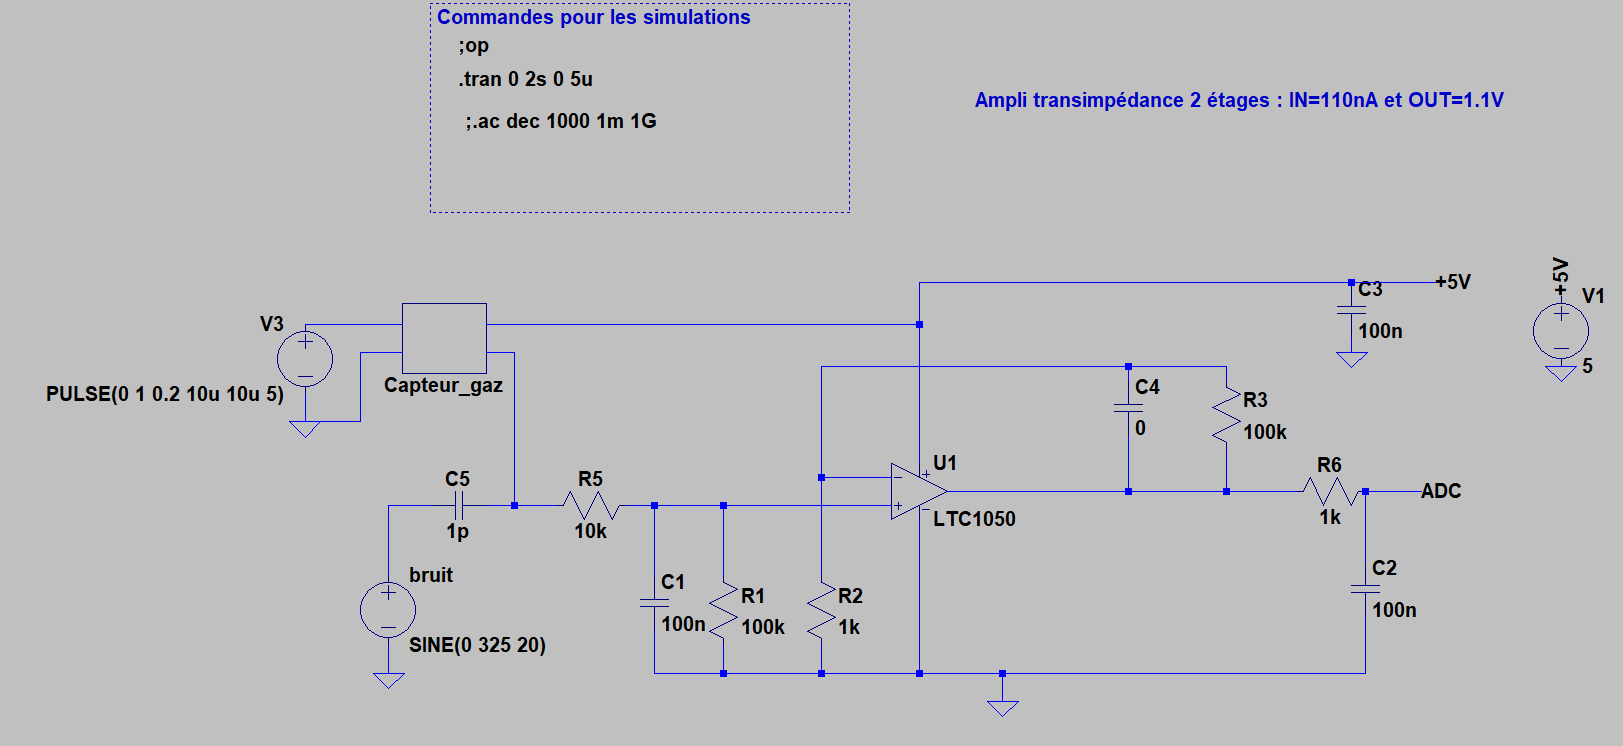 Commandes pour les simulations
;op
.tran 0 2s 0 5u
;.ac dec 1000 1m 1G
Ampli transimpédance 2 étages : IN=110nA et OUT=1.1V
+5V
C3
100n
+5V
V1
5
V3
PULSE(0 1 0.2 10u 10u 5)
Capteur_gaz
C4
0
R3
100k
U1
LTC1050
R6
1k
ADC
C5
1p
R5
10k
bruit
SINE(0 325 20)
C1
100n
R1
100k
R2
1k
C2
100n